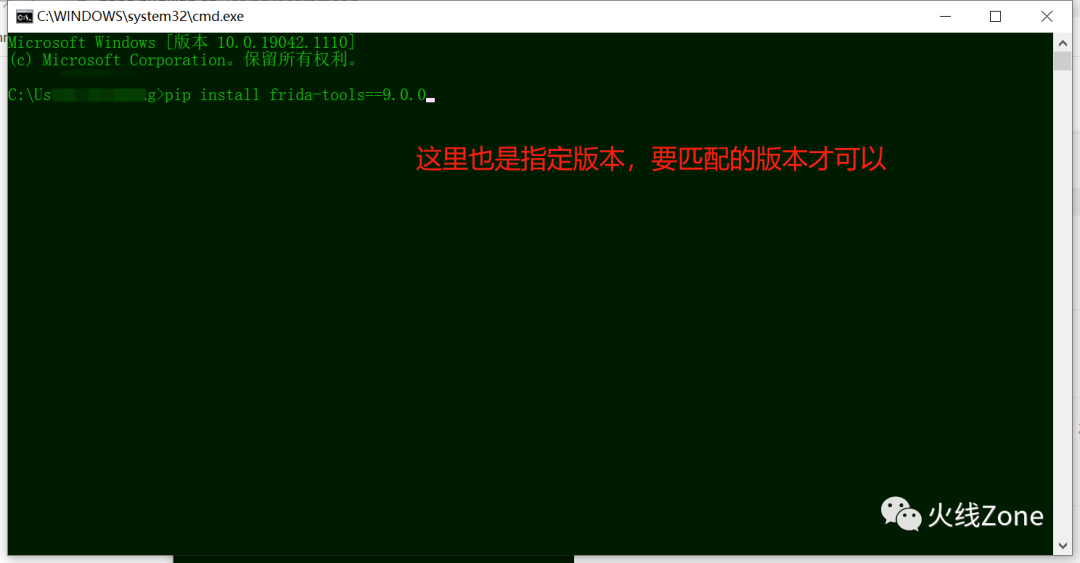 C:\WINDOWS\system32\cmd.exe
Microsoft Windows [版本 10.0.19042.1110]
(c) Microsoft Corporation。保留所有权利。
C:\Us g>pip install frida-tools==9.0.0
这里也是指定版本，要匹配的版本才可以
火线Zone